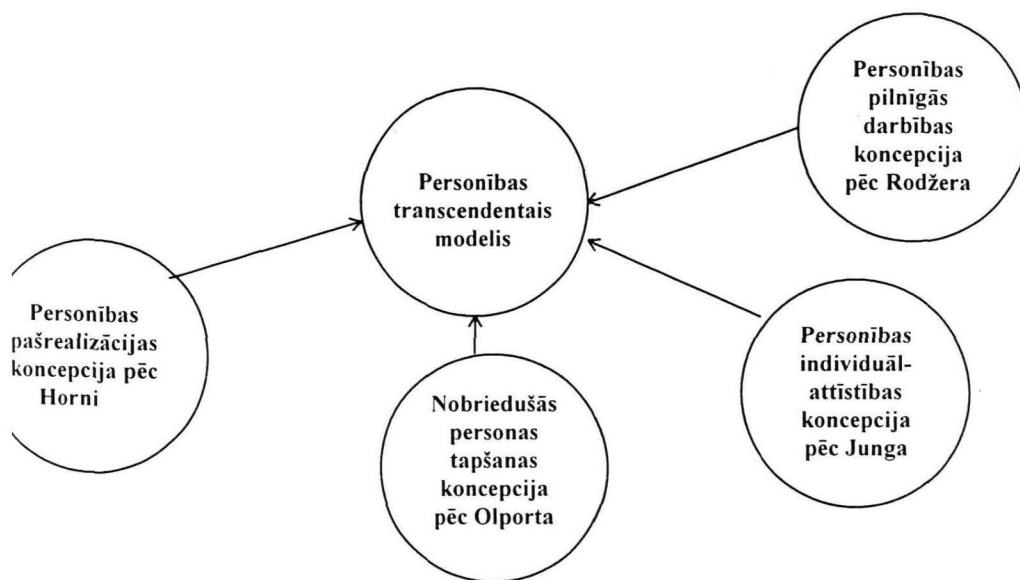 Personības
pilnīgās
darbības
koncepcija
pēc Rodžera
Personības
transcendentais
modelis
Personības
pašrealizācijas
koncepcija pēc
Horni
Personības
individuāl-
attīstības
koncepcija
pēc Junga
Nobriedušās
personas
tapšanas
koncepcija
pēc Olporta